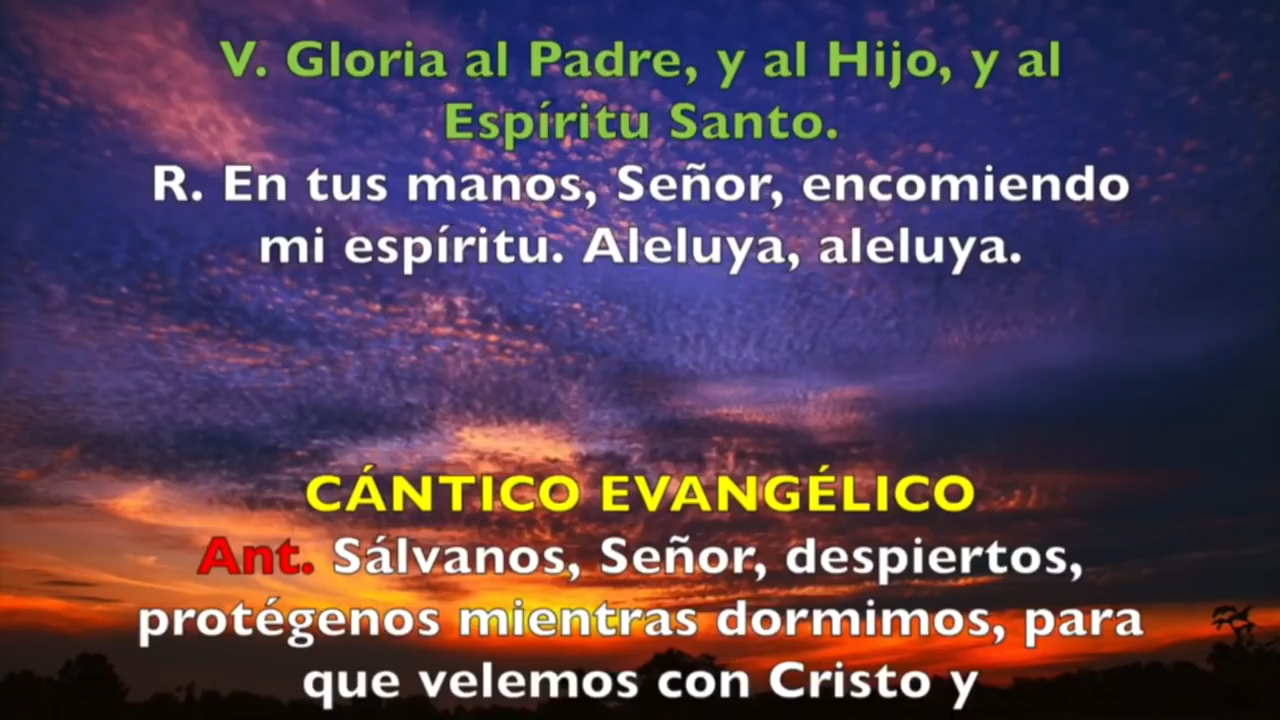 V. Gloria al Padre, y al Hijo, y al
Espíritu Santo.
R. En tus manos, Señor, encomiendo
mi espíritu. Aleluya, aleluya.
CÁNTICO EVANGÉLICO
Ant. Sálvanos, Señor, despiertos,
protégenos mientras dormimos, para
que velemos con Cristo y